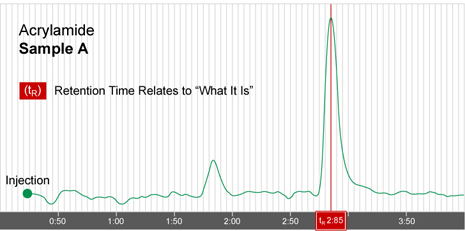 Acrylamide
Sample A
(tR) Retention Time Relates to “What It Is”
Injection
0:50 1:00 1:50 2:00 2:50 tR 2:85 3:50